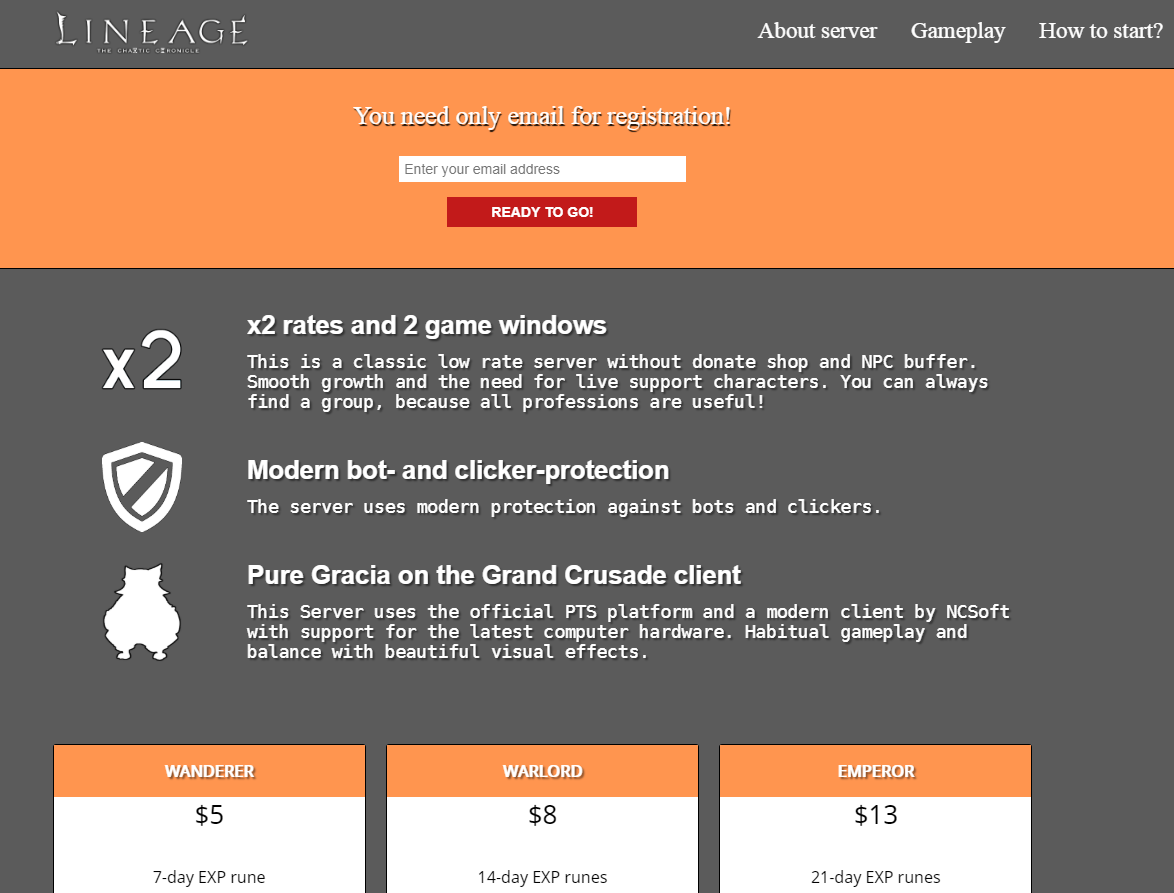 LINEAGE
THE CHAOTIC CHRONICLE
About server Gameplay How to start?
You need only email for registration!
Enter your email address
READY TO GO!
x2
x2 rates and 2 game windows
This is a classic low rate server without donate shop and NPC buffer.
Smooth growth and the need for live support characters. You can always
find a group, because all professions are useful!
Modern bot- and clicker-protection
The server uses modern protection against bots and clickers.
Pure Gracia on the Grand Crusade client
This Server uses the official PTS platform and a modern client by NCSoft
with support for the latest computer hardware. Habitual gameplay and
balance with beautiful visual effects.
WANDERER WARLORD EMPEROR
$5 $8 $13
7-day EXP rune 14-day EXP runes 21-day EXP runes